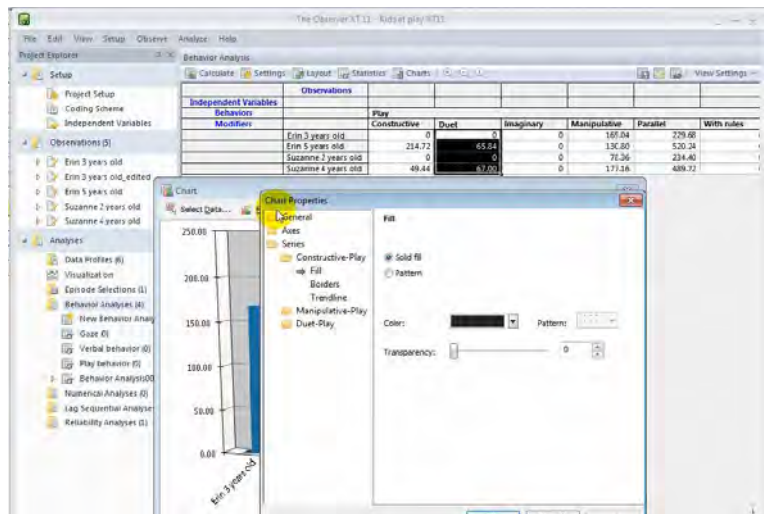 The Observer XT 11 - Kids at play XT11
File Edit View Setup Observe Analyze Help
Project Explorer
Behavior Analysis
Setup
Project Setup
Coding Scheme
Independent Variables
Observations (5)
Erin 3 years old
Erin 3 years old_edited
Erin 5 years old
Suzanne 2 years old
Suzanne 4 years old
Analyses
Data Profiles (6)
Visualization
Episode Selections (1)
Behavior Analyses (4)
New Behavior Analy
Gaze (0)
Verbal behavior (0)
Play behavior (0)
Behavior Analysis00
Numerical Analyses (0)
Lag Sequential Analyse
Reliability Analyses (1)
Calculate Settings Layout Statistics Charts
View Settings
Observations
Independent Variables
Behaviors Play
Modifiers Constructive Duet Imaginary Manipulative Parallel With rules
Erin 3 years old 0 0 0 169.04 229.68
Erin 5 years old 214.72 65.84 0 130.80 520.24
Suzanne 2 years old 0 0 0 78.36 234.40
Suzanne 4 years old 49.44 67.00 0 177.16 489.72
Chart
Select Data...
250.00
200.00
150.00
100.00
50.00
0.00
Erin 3 years old
Chart Properties
General
Axes
Series
Constructive-Play
Fill
Borders
Trendline
Manipulative-Play
Duet-Play
Fill
Solid fill
Pattern
Color:
Pattern:
Transparency:
0